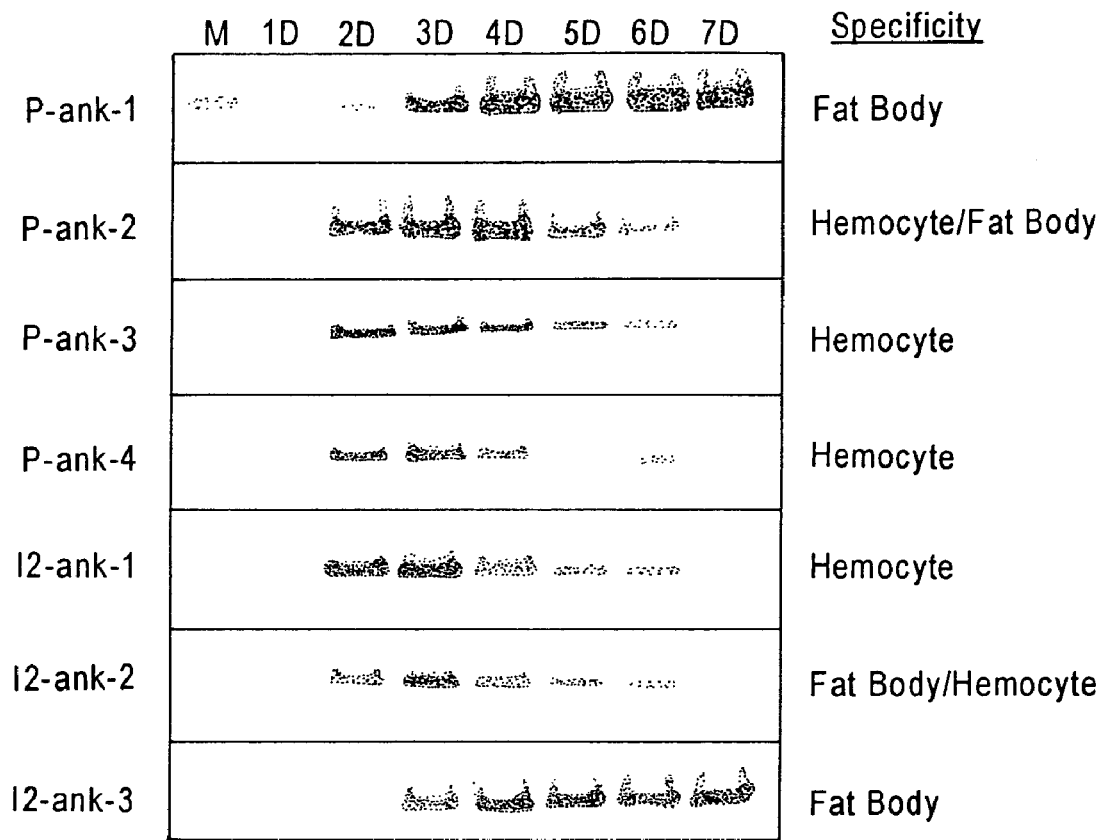 M 1D 2D 3D 4D 5D 6D 7D Specificity
P-ank-1 Fat Body
P-ank-2 Hemocyte/Fat Body
P-ank-3 Hemocyte
P-ank-4 Hemocyte
I2-ank-1 Hemocyte
I2-ank-2 Fat Body/Hemocyte
I2-ank-3 Fat Body